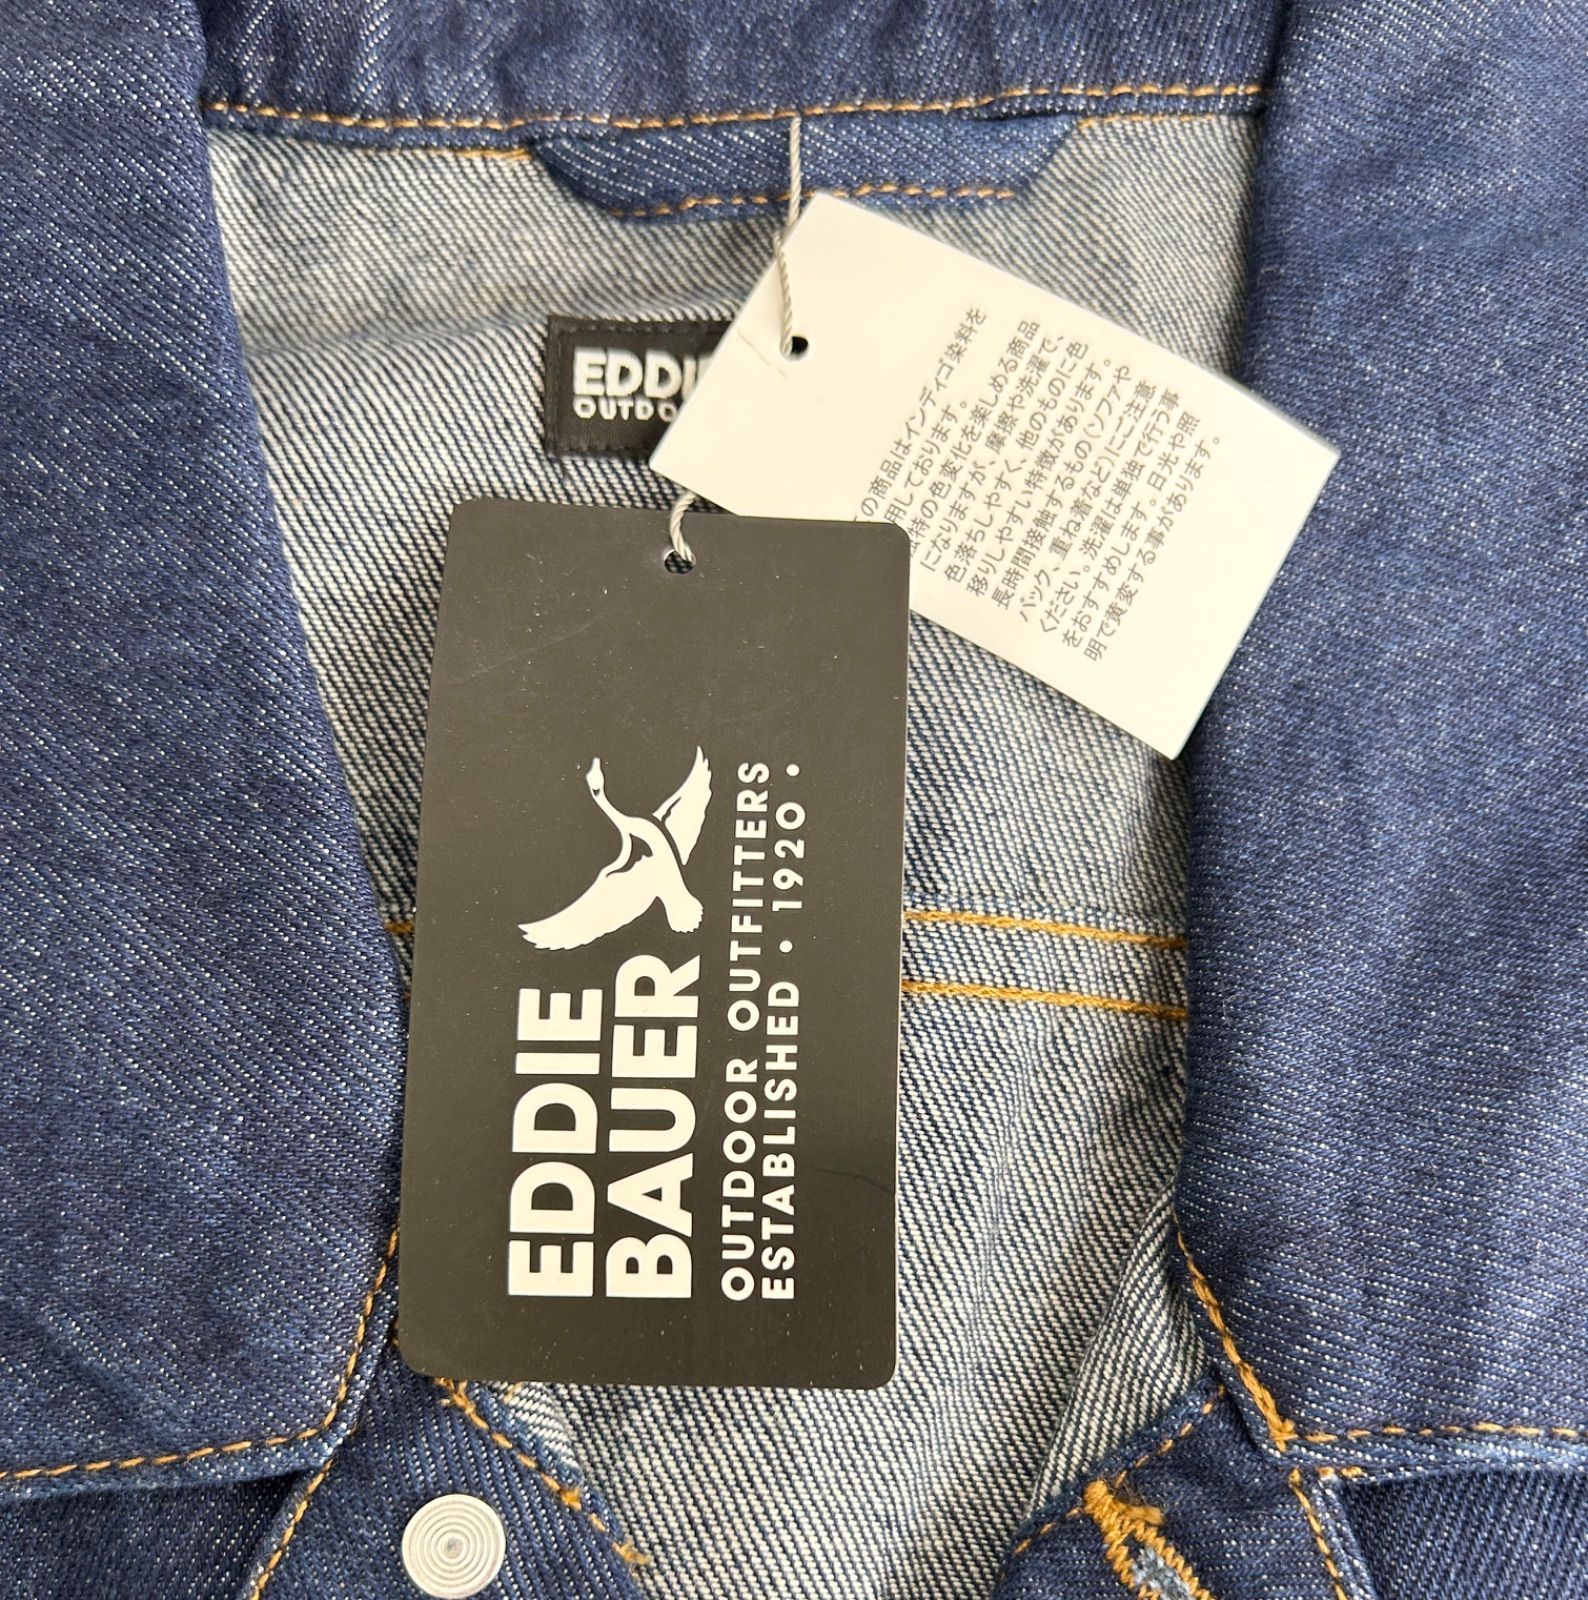 EDDIE
OUTDO
の商品はインディゴ染料を
用しております。
特の色変化を楽しめる商品
になりますが、摩擦や洗濯で、
色落ちしやすく、他のものに色
移りしやすい特徴があります。
長時間接触するもの(ソファや
バック、重ね着など)にご注意
ください。洗濯は単独で行う事
をおすすめします。日光や照
明で黄変する事があります。
EDDIE
BAUER
OUTDOOR OUTFITTERS
ESTABLISHED • 1920 •